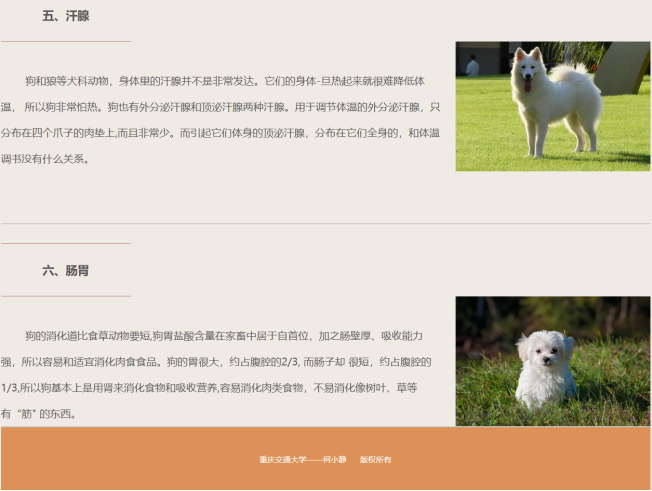 五、汗腺
狗和狼等犬科动物，身体里的汗腺并不是非常发达。它们的身体-旦热起来就很难降低体
温， 所以狗非常怕热。狗也有外分泌汗腺和顶泌汗腺两种汗腺。用于调节体温的外分泌汗腺，只
分布在四个爪子的肉垫上,而且非常少。而引起它们体身的顶泌汗腺，分布在它们全身的，和体温
调书没有什么关系。
六、肠胃
狗的消化道比食草动物要短,狗胃盐酸含量在家畜中居于自首位，加之肠壁厚、吸收能力
强，所以容易和适宜消化肉食食品。狗的胃很大，约占腹腔的2/3, 而肠子却 很短，约占腹腔的
1/3,所以狗基本上是用肾来消化食物和吸收营养,容易消化肉类食物，不易消化像树叶、草等
有“筋" 的东西。
重庆交通大学——何小静 版权所有